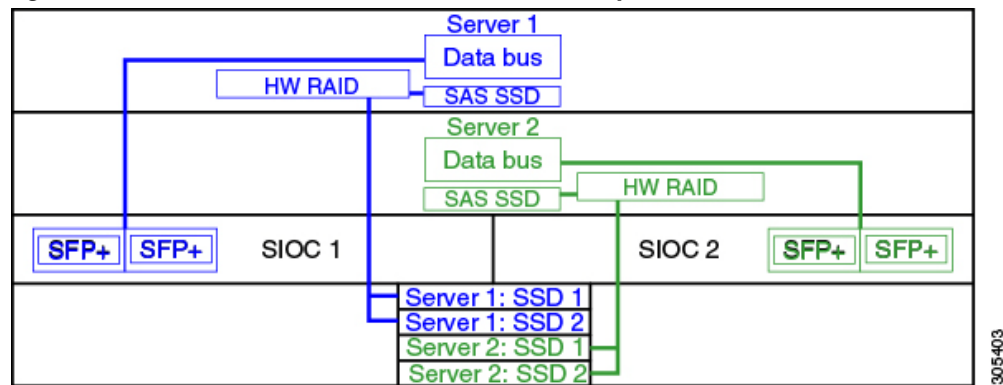 Server 1
Data bus
HW RAID
SAS SSD
Server 2
Data bus
HW RAID
SAS SSD
SFP+ SFP+ SIOC 1 SIOC 2 SFP+ SFP+
Server 1: SSD 1
Server 1: SSD 2
Server 2: SSD 1
Server 2: SSD 2
305403